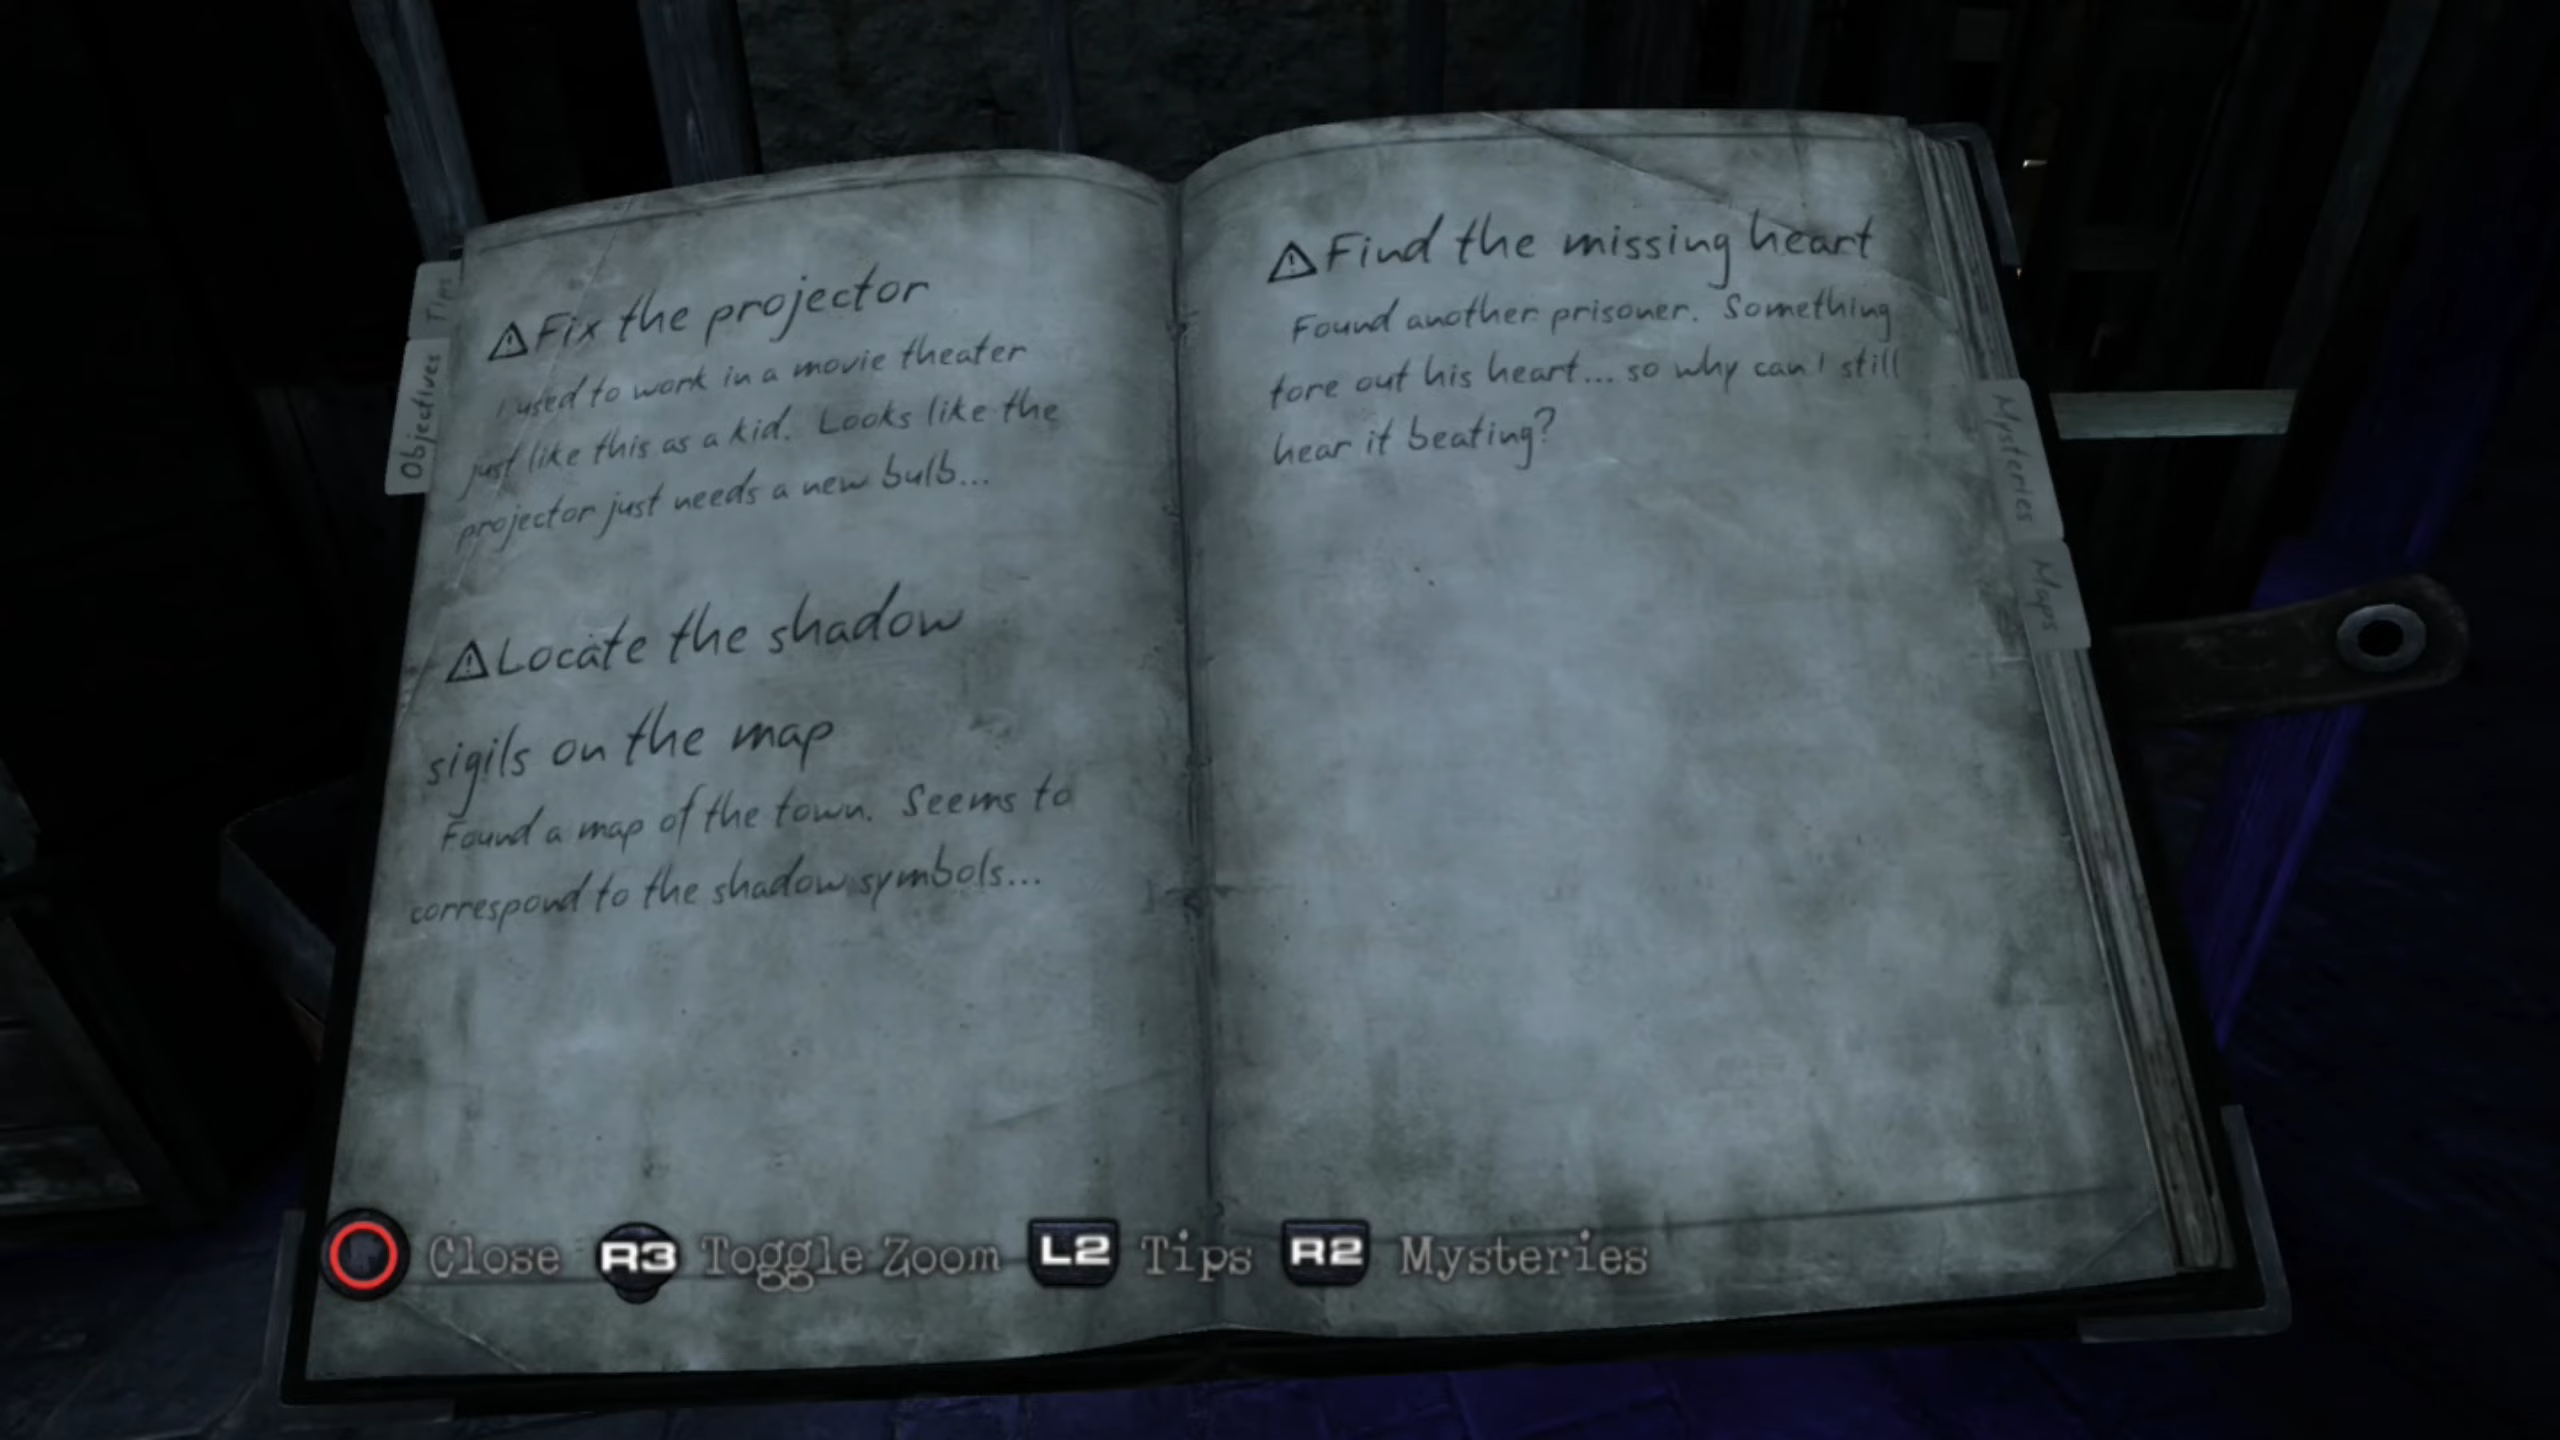 Tips
Objectives
Fix the projector
I used to work in a movie theater
just like this as a kid. Looks like the
projector just needs a new bulb...
Locate the shadow
sigils on the map
Found a map of the town. Seems to
correspond to the shadow symbols...
Find the missing heart
Found another prisoner. Something
tore out his heart... so why can I still
hear it beating?
Mysteries
Maps
Close R3 Toggle Zoom L2 Tips R2 Mysteries